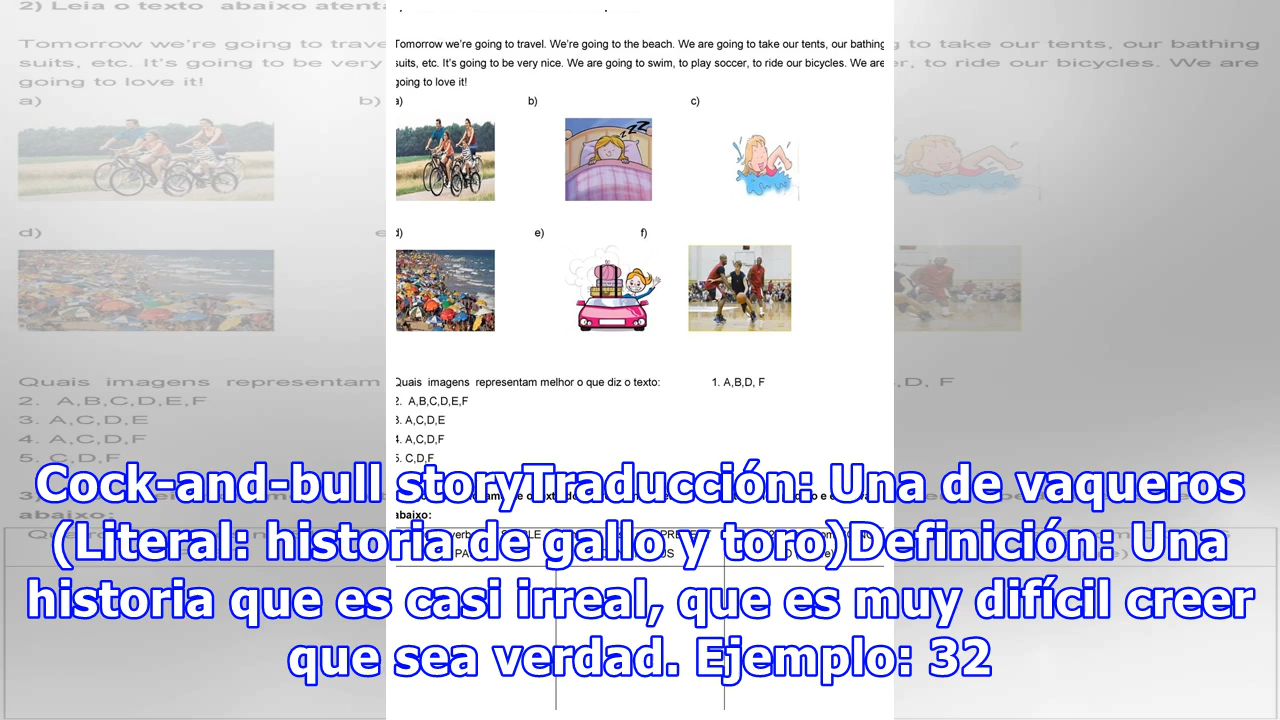 Tomorrow we're going to travel. We're going to the beach. We are going to take our tents, our bathing
suits, etc. It's going to be very nice. We are going to swim, to play soccer, to ride our bicycles. We are
going to love it!
a) b) c)
zzZ
d) e) f)
Quais imagens representam melhor o que diz o texto: 1. A,B,D, F
2. A,B,C,D,E,F
3. A,C,D,E
4. A,C,D,F
5. C,D,F
abaixo:
Cock-and-bull storyTraducción: Una de vaqueros
(Literal: historia de gallo y toro)Definición: Una
historia que es casi irreal, que es muy difícil creer
que sea verdad. Ejemplo: 32